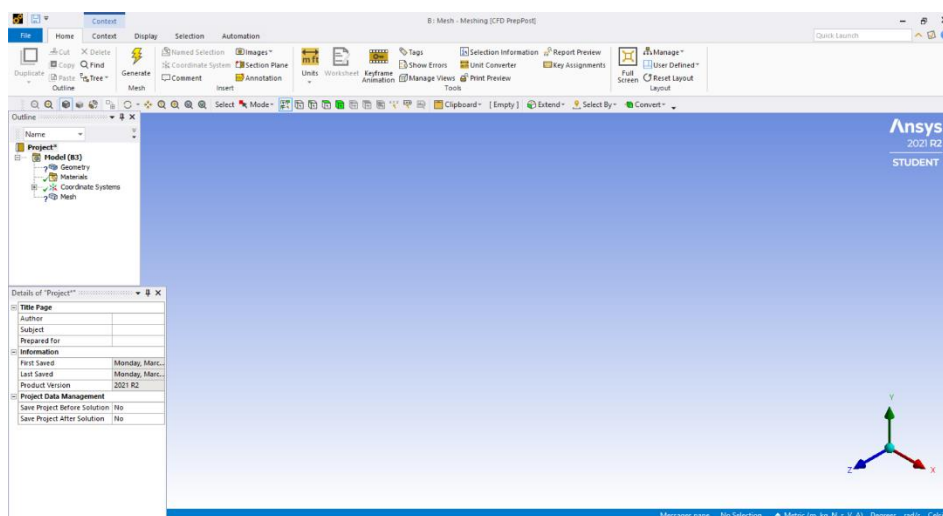 Context
B : Mesh - Meshing [CFD PrepPost]
File Home Context Display Selection Automation
Quick Launch
Duplicate Cut Copy Paste Delete Find Tree
Outline
Generate
Mesh
Named Selection Coordinate System Comment Images Section Plane Annotation
Insert
Units Worksheet Keyframe Animation Tags Show Errors Manage Views Selection Information Unit Converter Print Preview Report Preview Key Assignments
Tools
Full Screen Manage User Defined Reset Layout
Layout
Select Mode Clipboard [Empty] Extend Select By Convert
Outline
Name
Project*
Model (B3)
Geometry
Materials
Coordinate Systems
Mesh
Ansys
2021 R2
STUDENT
Details of "Project*"
Title Page
Author
Subject
Prepared for
Information
First Saved Monday, Marc...
Last Saved Monday, Marc...
Product Version 2021 R2
Project Data Management
Save Project Before Solution No
Save Project After Solution No
Y
Z X
Messages pane No Selection Metric (m, kg, N, s, V, A) Degrees rad/s